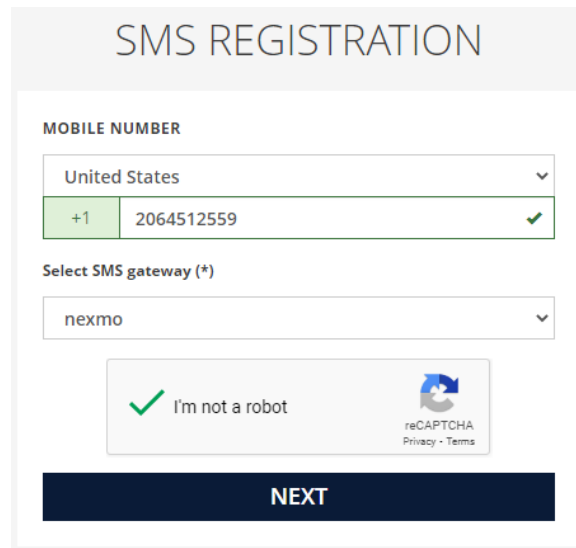 SMS REGISTRATION
MOBILE NUMBER
United States
+1 2064512559
Select SMS gateway (*)
nexmo
I'm not a robot
reCAPTCHA
Privacy - Terms
NEXT